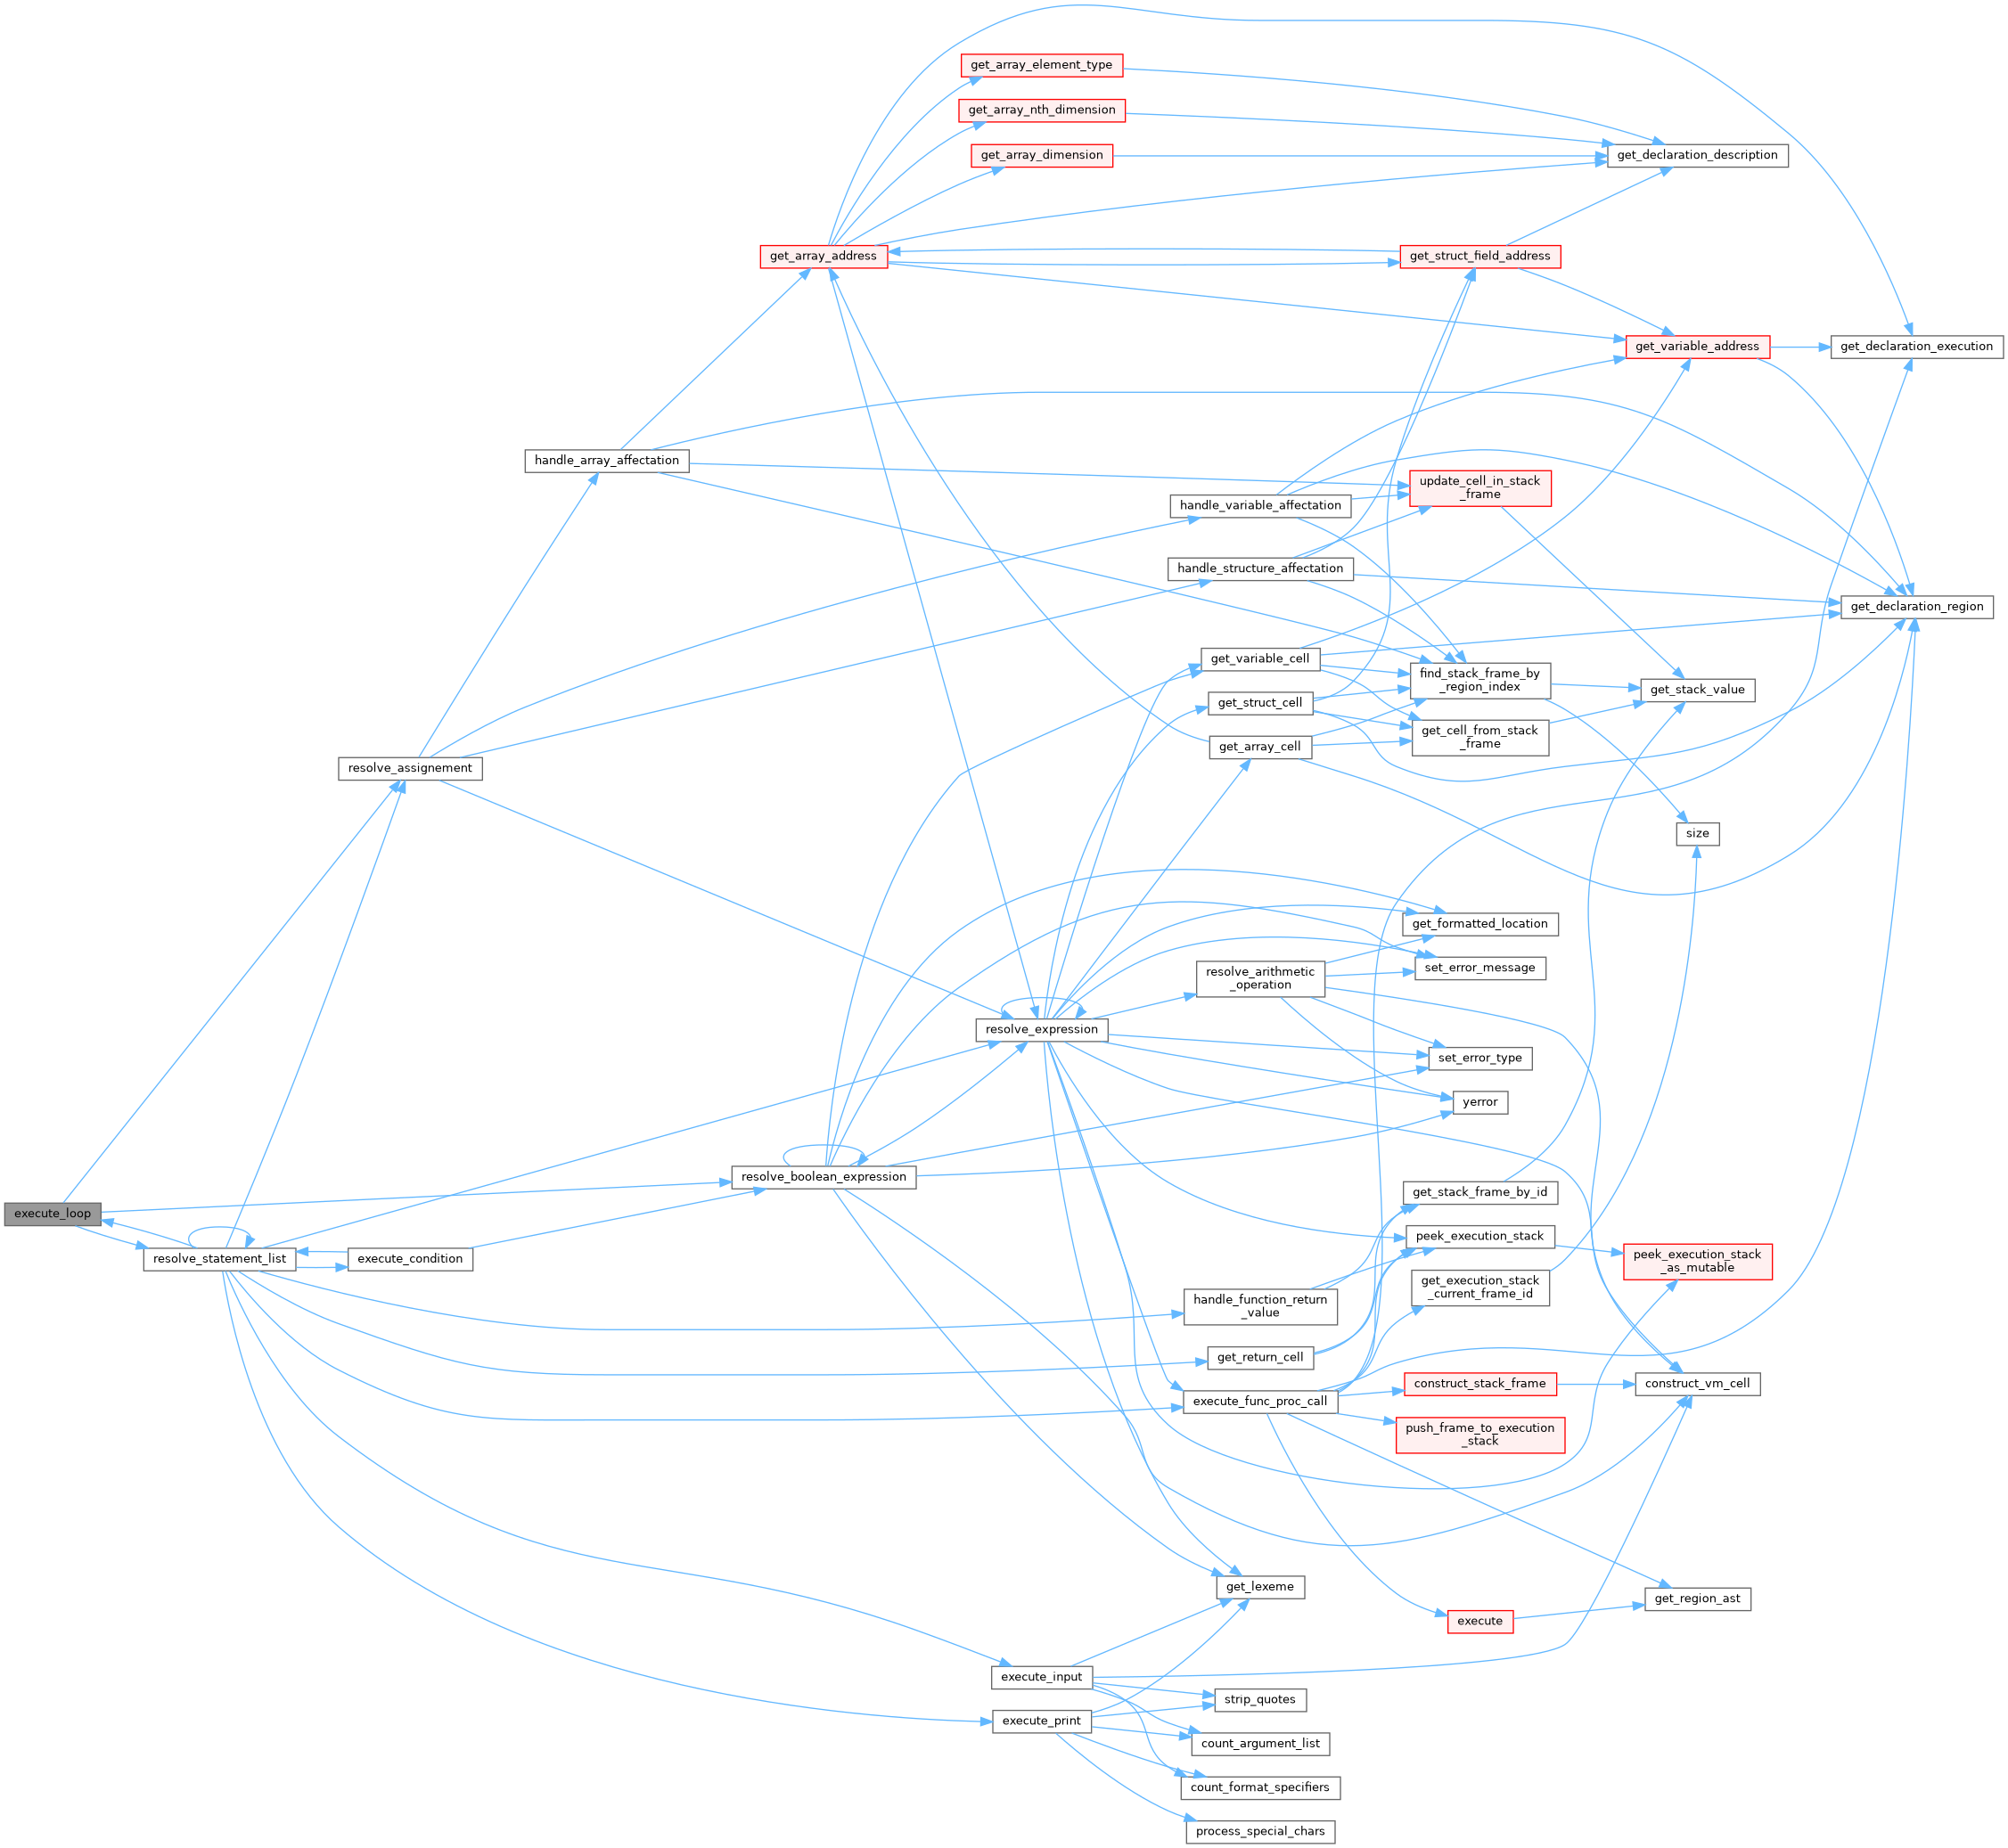 get_array_element_type
get_array_nth_dimension
get_array_dimension
get_declaration_description
get_array_address
get_struct_field_address
get_variable_address
get_declaration_execution
handle_array_affectation
update_cell_in_stack
_frame
handle_variable_affectation
handle_structure_affectation
get_declaration_region
get_variable_cell
find_stack_frame_by
_region_index
get_stack_value
get_struct_cell
get_cell_from_stack
_frame
get_array_cell
resolve_assignement
size
get_formatted_location
set_error_message
resolve_arithmetic
_operation
resolve_expression
set_error_type
yerror
resolve_boolean_expression
get_stack_frame_by_id
execute_loop
peek_execution_stack
resolve_statement_list
execute_condition
peek_execution_stack
_as_mutable
get_execution_stack
_current_frame_id
handle_function_return
_value
get_return_cell
construct_stack_frame
construct_vm_cell
execute_func_proc_call
push_frame_to_execution
_stack
get_lexeme
get_region_ast
execute
execute_input
strip_quotes
execute_print
count_argument_list
count_format_specifiers
process_special_chars